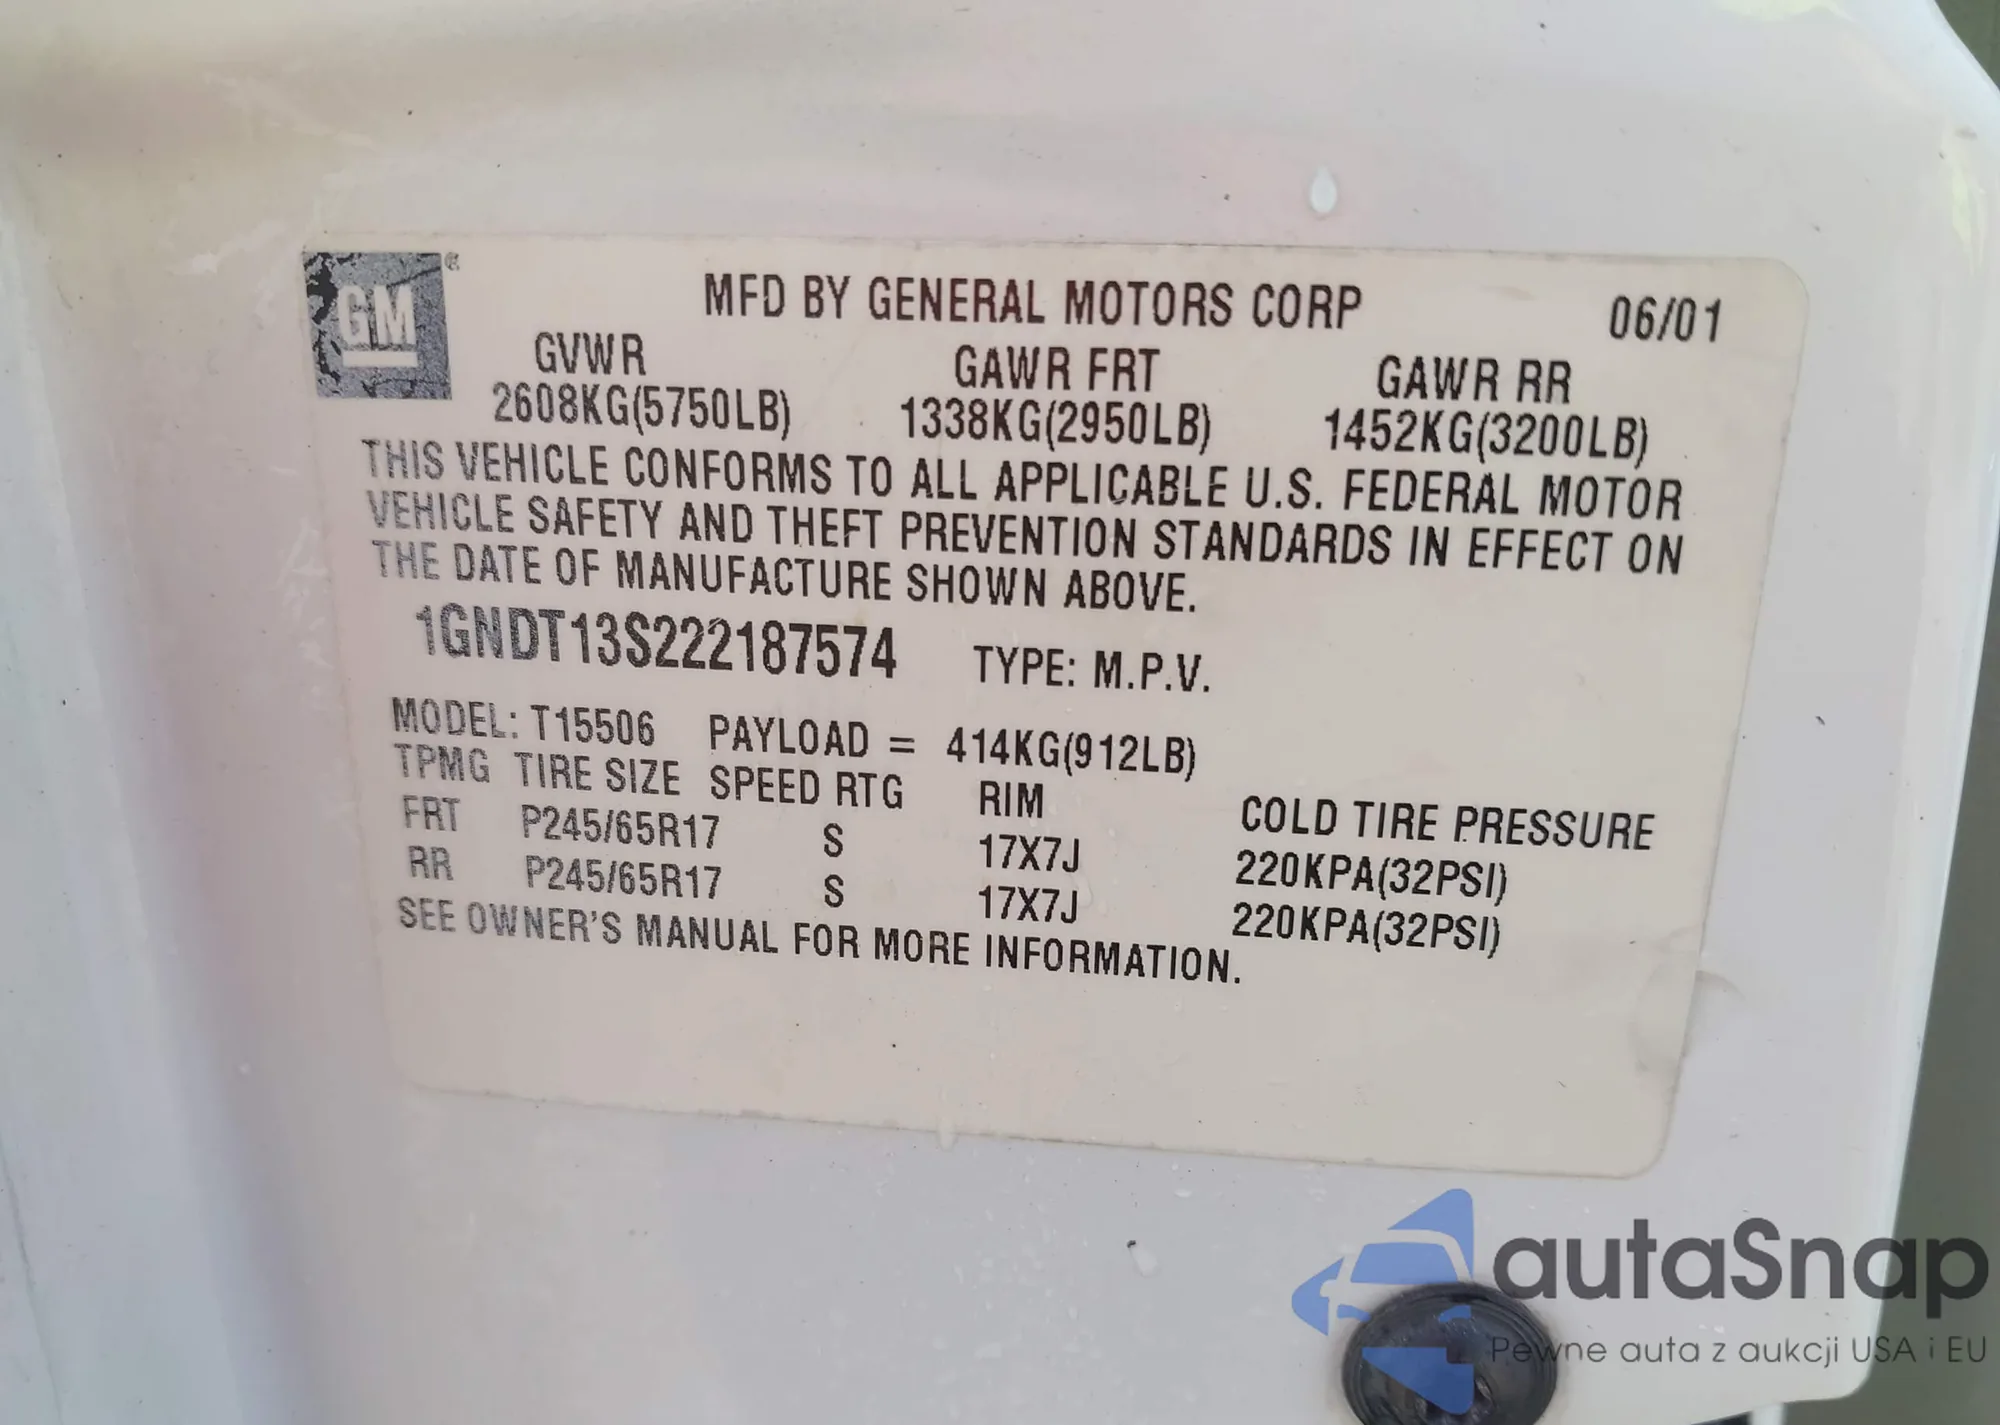 GM®
MFD BY GENERAL MOTORS CORP 06/01
GVWR GAWR FRT GAWR RR
2608KG(5750LB) 1338KG(2950LB) 1452KG(3200LB)
THIS VEHICLE CONFORMS TO ALL APPLICABLE U.S. FEDERAL MOTOR
VEHICLE SAFETY AND THEFT PREVENTION STANDARDS IN EFFECT ON
THE DATE OF MANUFACTURE SHOWN ABOVE.
1GNDT13S222187574 TYPE: M.P.V.
MODEL: T15506 PAYLOAD = 414KG(912LB)
TPMG TIRE SIZE SPEED RTG RIM COLD TIRE PRESSURE
FRT P245/65R17 S 17X7J 220KPA(32PSI)
RR P245/65R17 S 17X7J 220KPA(32PSI)
SEE OWNER'S MANUAL FOR MORE INFORMATION.
autaSnap
Pewne auta z aukcji USA i EU